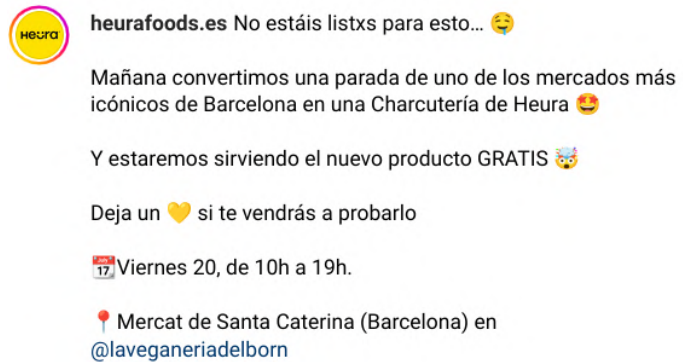 Heura
heurafoods.es No estáis listxs para esto... 🤤
Mañana convertimos una parada de uno de los mercados más
icónicos de Barcelona en una Charcutería de Heura 🤩
Y estaremos sirviendo el nuevo producto GRATIS 🤯
Deja un 💛 si te vendrás a probarlo
📆Viernes 20, de 10h a 19h.
📍Mercat de Santa Caterina (Barcelona) en
@laveganeriadelborn